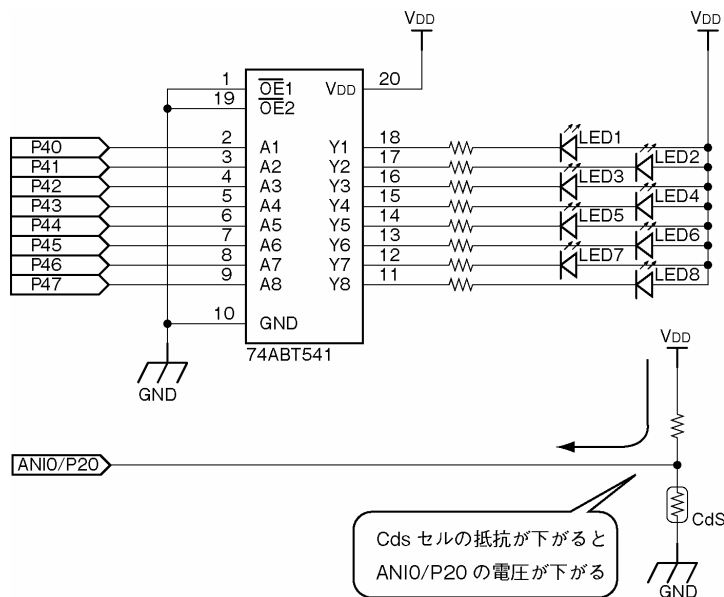 VDD VDD
1 OE1 VDD 20
19 OE2
P40 2 A1 Y1 18 LED1
P41 3 A2 Y2 17 LED2
P42 4 A3 Y3 16 LED3
P43 5 A4 Y4 15 LED4
P44 6 A5 Y5 14 LED5
P45 7 A6 Y6 13 LED6
P46 8 A7 Y7 12 LED7
P47 9 A8 Y8 11 LED8
10 GND
74ABT541
GND
VDD
ANI0/P20
CdS
Cds セルの抵抗が下がると
ANI0/P20 の電圧が下がる
GND